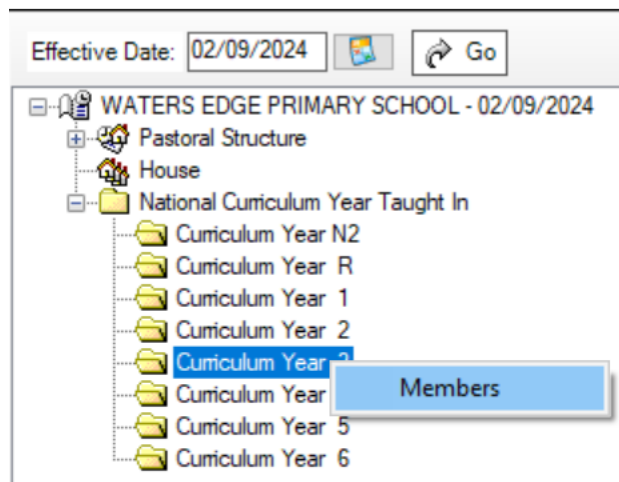 Effective Date: 02/09/2024 Go
WATERS EDGE PRIMARY SCHOOL - 02/09/2024
Pastoral Structure
House
National Curriculum Year Taught In
Curriculum Year N2
Curriculum Year R
Curriculum Year 1
Curriculum Year 2
Curriculum Year
Members
Curriculum Year
Curriculum Year 5
Curriculum Year 6